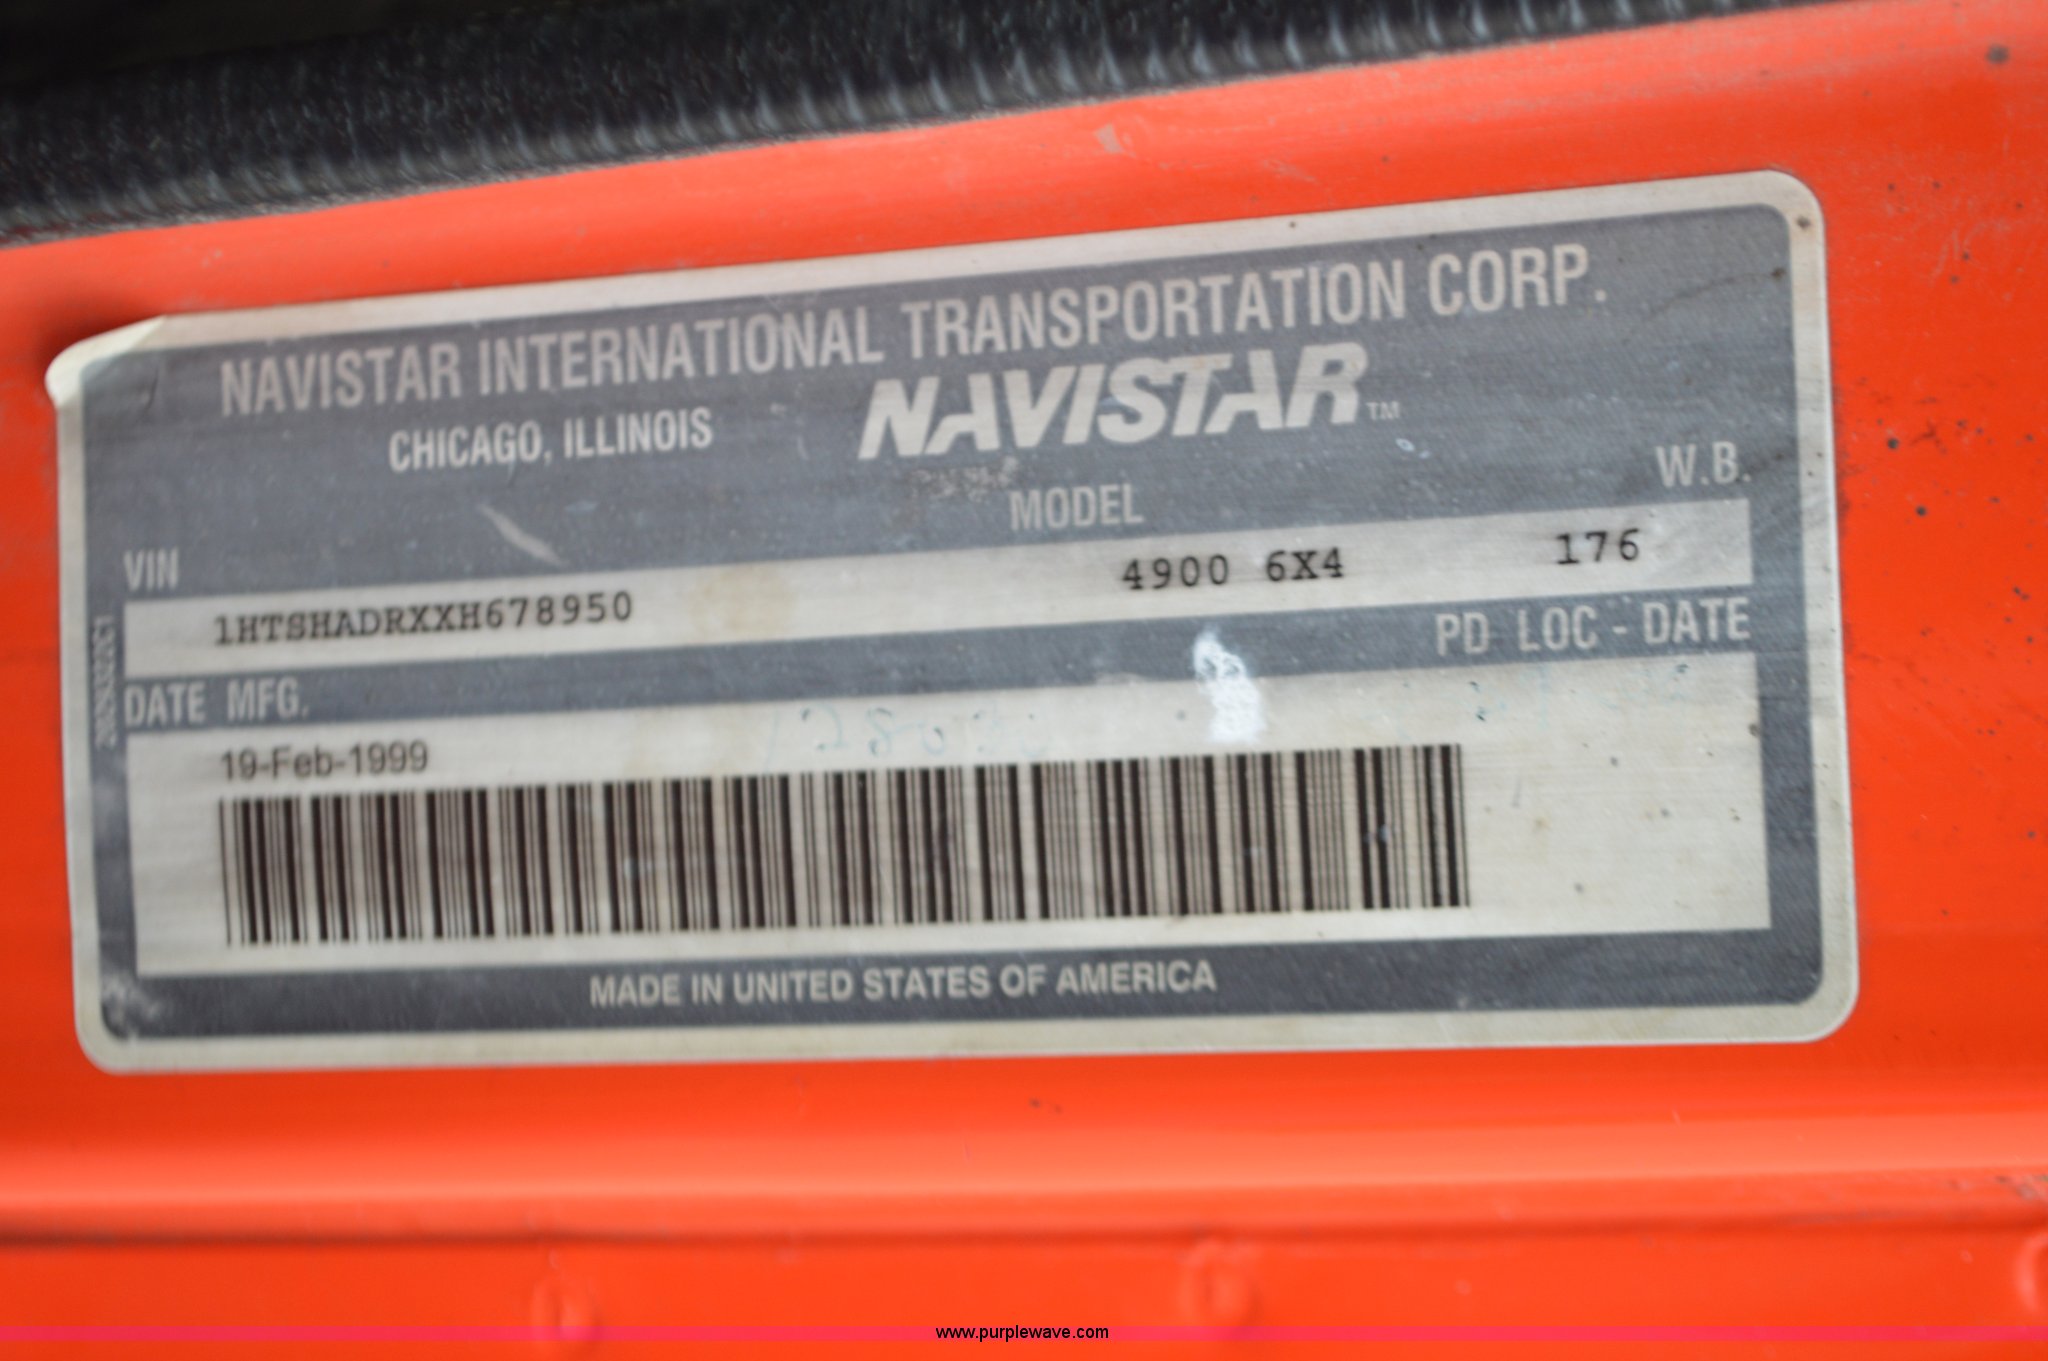 NAVISTAR INTERNATIONAL TRANSPORTATION CORP.
CHICAGO, ILLINOIS
NAVISTAR™
VIN
MODEL
W.B.
1HTSHADRXXH678950
4900 6X4
176
DATE MFG.
PD LOC - DATE
19-Feb-1999
MADE IN UNITED STATES OF AMERICA
www.purplewave.com